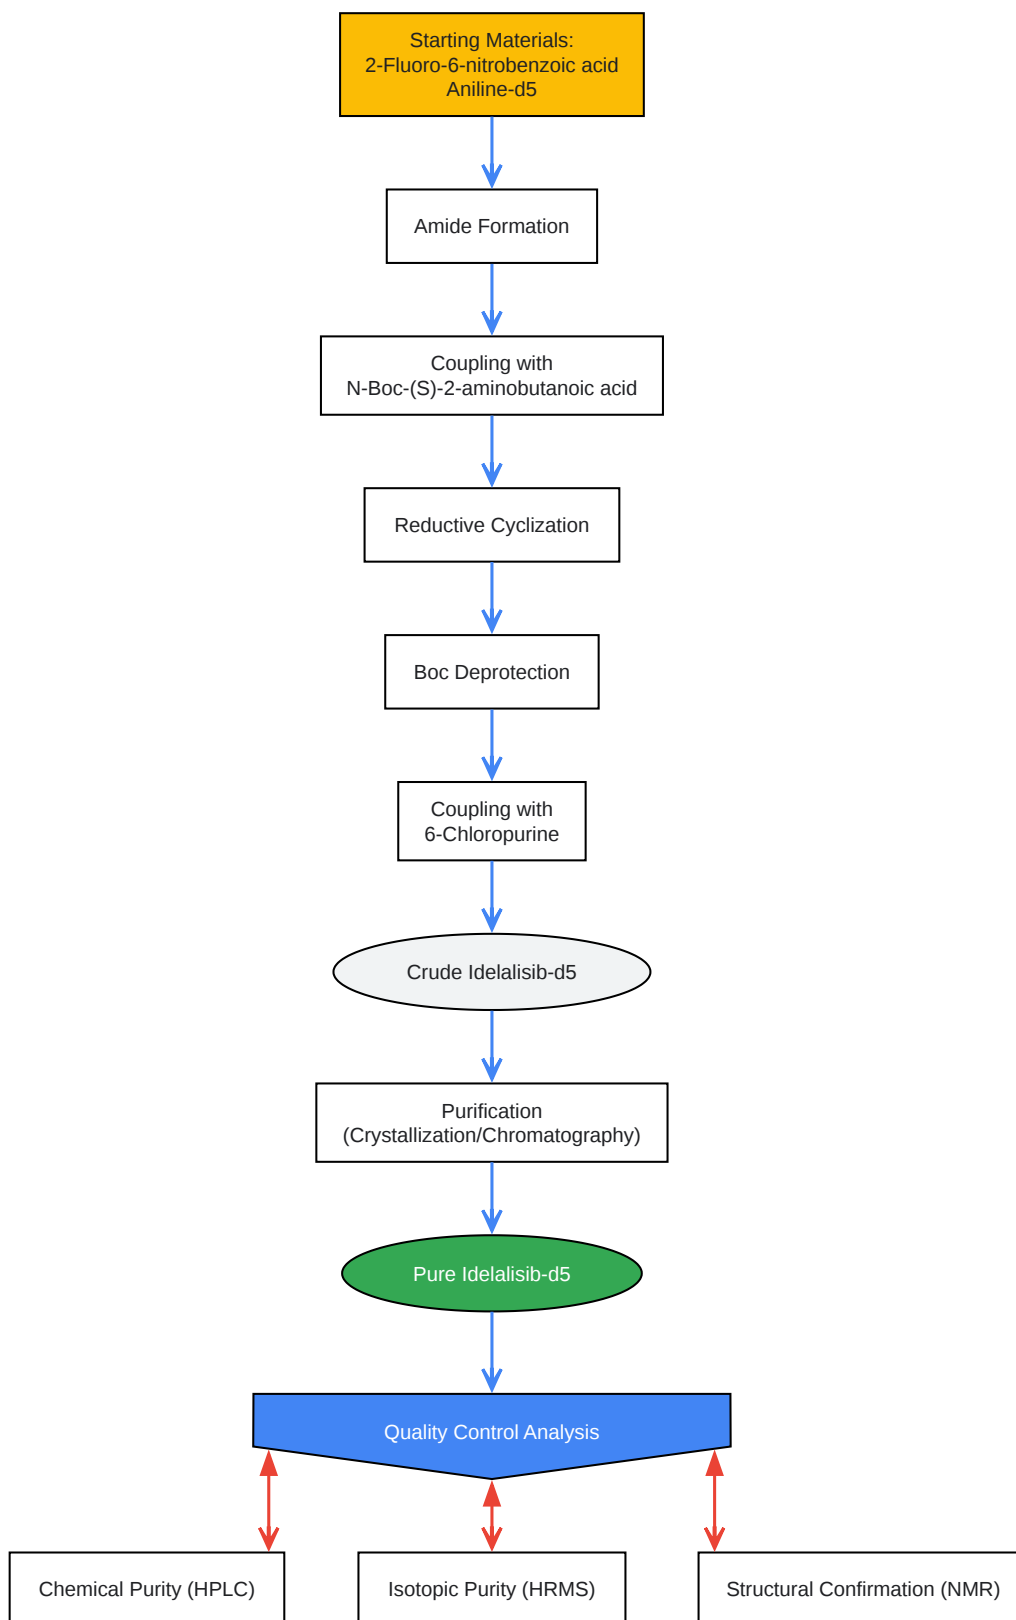 Starting Materials:
2-Fluoro-6-nitrobenzoic acid
Aniline-d5
Amide Formation
Coupling with
N-Boc-(S)-2-aminobutanoic acid
Reductive Cyclization
Boc Deprotection
Coupling with
6-Chloropurine
Crude Idelalisib-d5
Purification
(Crystallization/Chromatography)
Pure Idelalisib-d5
Quality Control Analysis
Chemical Purity (HPLC)
Isotopic Purity (HRMS)
Structural Confirmation (NMR)